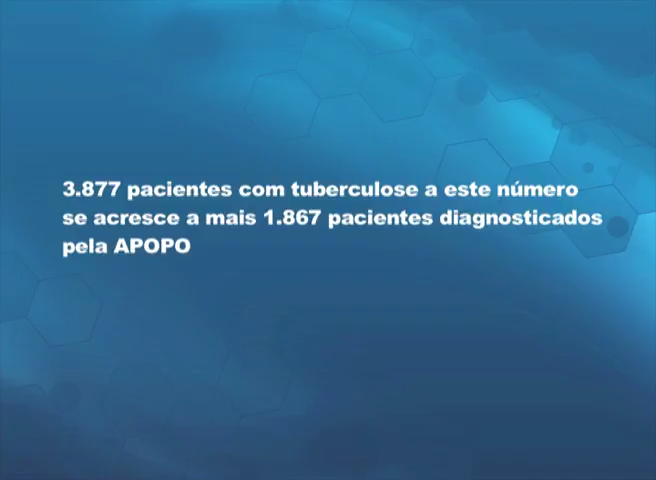 3.877 pacientes com tuberculose a este número
se acresce a mais 1.867 pacientes diagnosticados
pela APOPO